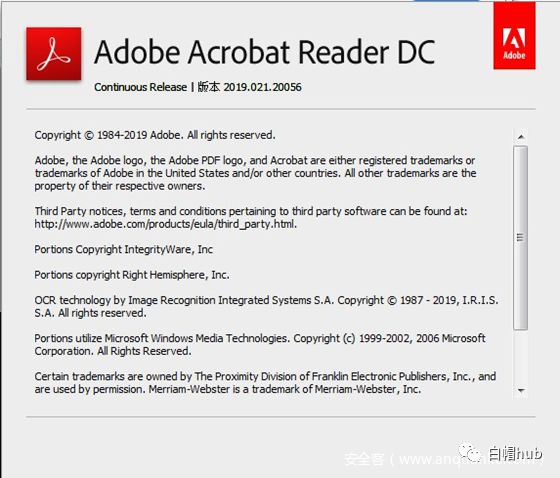 Adobe Acrobat Reader DC
Adobe
Continuous Release | 版本 2019.021.20056
Copyright © 1984-2019 Adobe. All rights reserved.
Adobe, the Adobe logo, the Adobe PDF logo, and Acrobat are either registered trademarks or
trademarks of Adobe in the United States and/or other countries. All other trademarks are the
property of their respective owners.
Third Party notices, terms and conditions pertaining to third party software can be found at:
http://www.adobe.com/products/eula/third_party.html.
Portions Copyright IntegrityWare, Inc
Portions copyright Right Hemisphere, Inc.
OCR technology by Image Recognition Integrated Systems S.A. Copyright © 1987 - 2019, I.R.I.S.
S.A. All rights reserved.
Portions utilize Microsoft Windows Media Technologies. Copyright (c) 1999-2002, 2006 Microsoft
Corporation. All Rights Reserved.
Certain trademarks are owned by The Proximity Division of Franklin Electronic Publishers, Inc., and
are used by permission. Merriam-Webster is a trademark of Merriam-Webster, Inc.
安全客
白帽hub